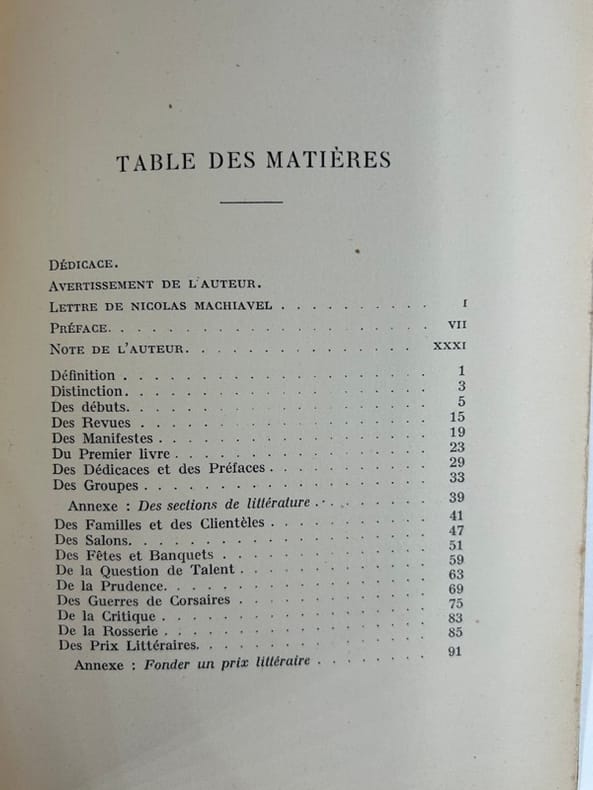 TABLE DES MATIÈRES
DÉDICACE.
AVERTISSEMENT DE L'AUTEUR.
LETTRE DE NICOLAS MACHIAVEL . . . . . . . . . . I
PRÉFACE. . . . . . . . . . . . . . . . . . VII
NOTE DE L'AUTEUR. . . . . . . . . . . . . . XXXI
Définition . . . . . . . . . . . . . . . . . 1
Distinction. . . . . . . . . . . . . . . . . 3
Des débuts. . . . . . . . . . . . . . . . . 5
Des Revues . . . . . . . . . . . . . . . . 15
Des Manifestes . . . . . . . . . . . . . . . 19
Du Premier livre . . . . . . . . . . . . . . 23
Des Dédicaces et des Préfaces . . . . . . . . . 29
Des Groupes . . . . . . . . . . . . . . . . 33
Annexe : Des sections de littérature . . . . . . . 39
Des Familles et des Clientèles . . . . . . . . . 41
Des Salons. . . . . . . . . . . . . . . . . 47
Des Fêtes et Banquets . . . . . . . . . . . . 51
De la Question de Talent . . . . . . . . . . . 59
De la Prudence. . . . . . . . . . . . . . . 63
Des Guerres de Corsaires . . . . . . . . . . . 69
De la Critique . . . . . . . . . . . . . . . 75
De la Rosserie . . . . . . . . . . . . . . . 83
Des Prix Littéraires. . . . . . . . . . . . . 85
Annexe : Fonder un prix littéraire . . . . . . . 91